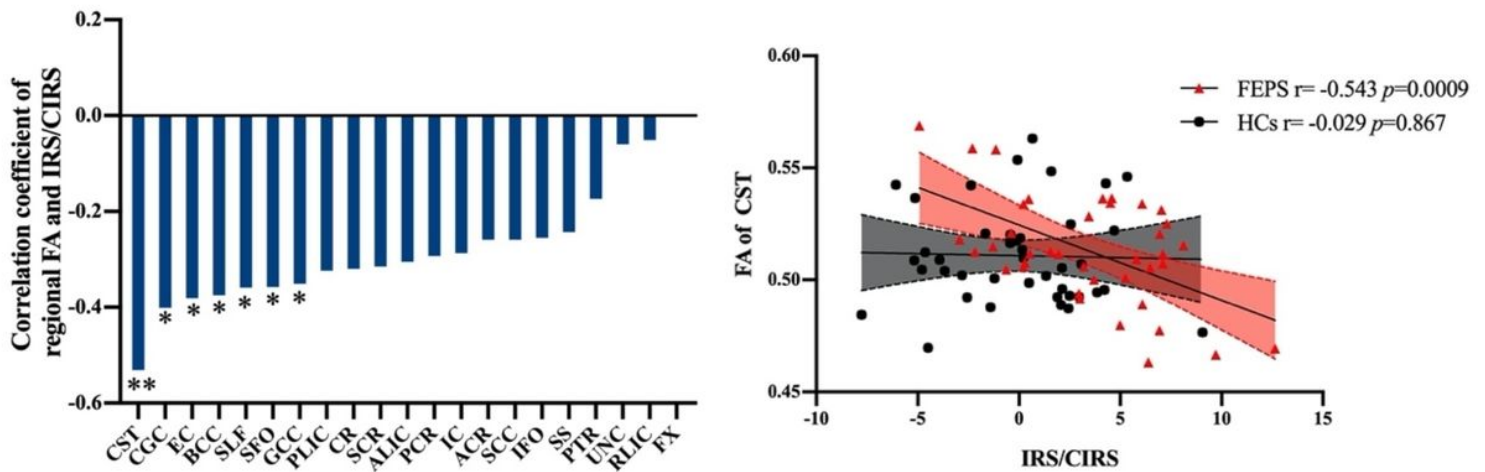 Correlation coefficient of
regional FA and IRS/CIRS
0.2
0.0
-0.2
-0.4
-0.6
**
*
*
*
*
*
*
CST
CGC
EC
BCC
SLF
SFO
GCC
PLIC
CR
SCR
ALIC
PCR
IC
ACR
SCC
IFO
SS
PTR
UNC
RLIC
FX
FA of CST
0.60
0.55
0.50
0.45
FEPS r= -0.543 p=0.0009
HCs r= -0.029 p=0.867
-10
-5
0
5
10
15
IRS/CIRS